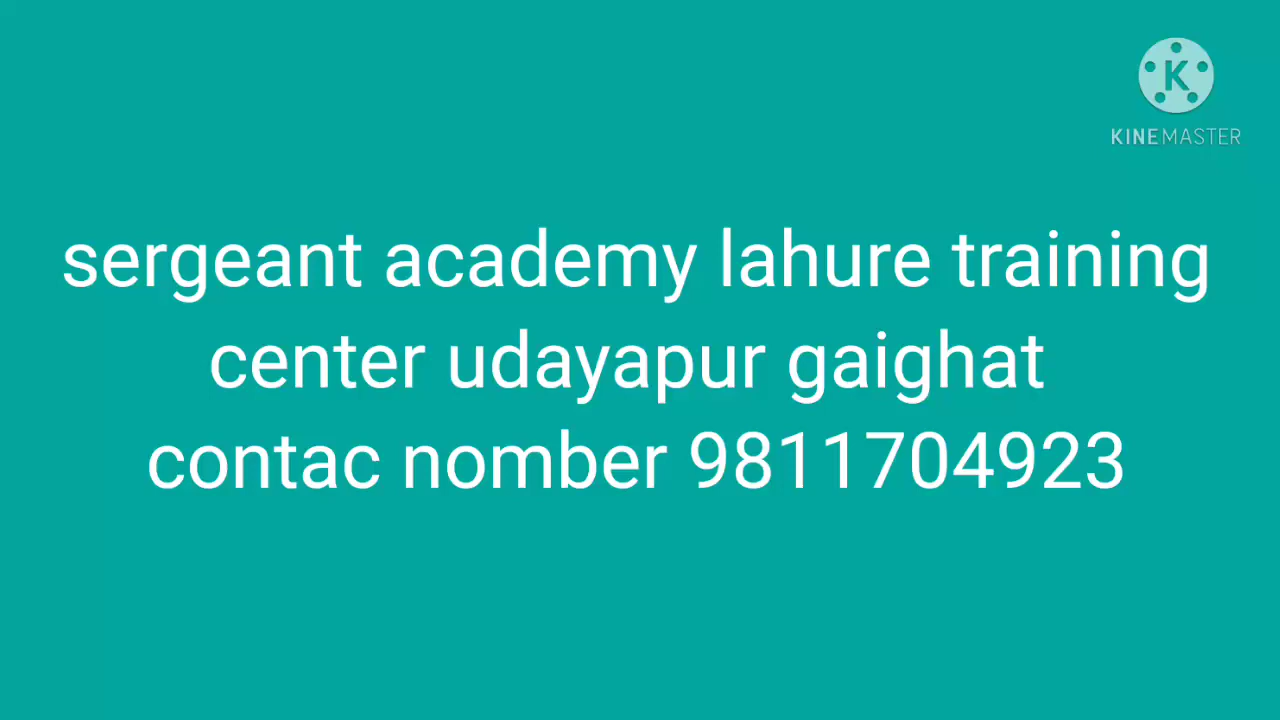 KINEMASTER
sergeant academy lahure training
center udayapur gaighat
contac nomber 9811704923